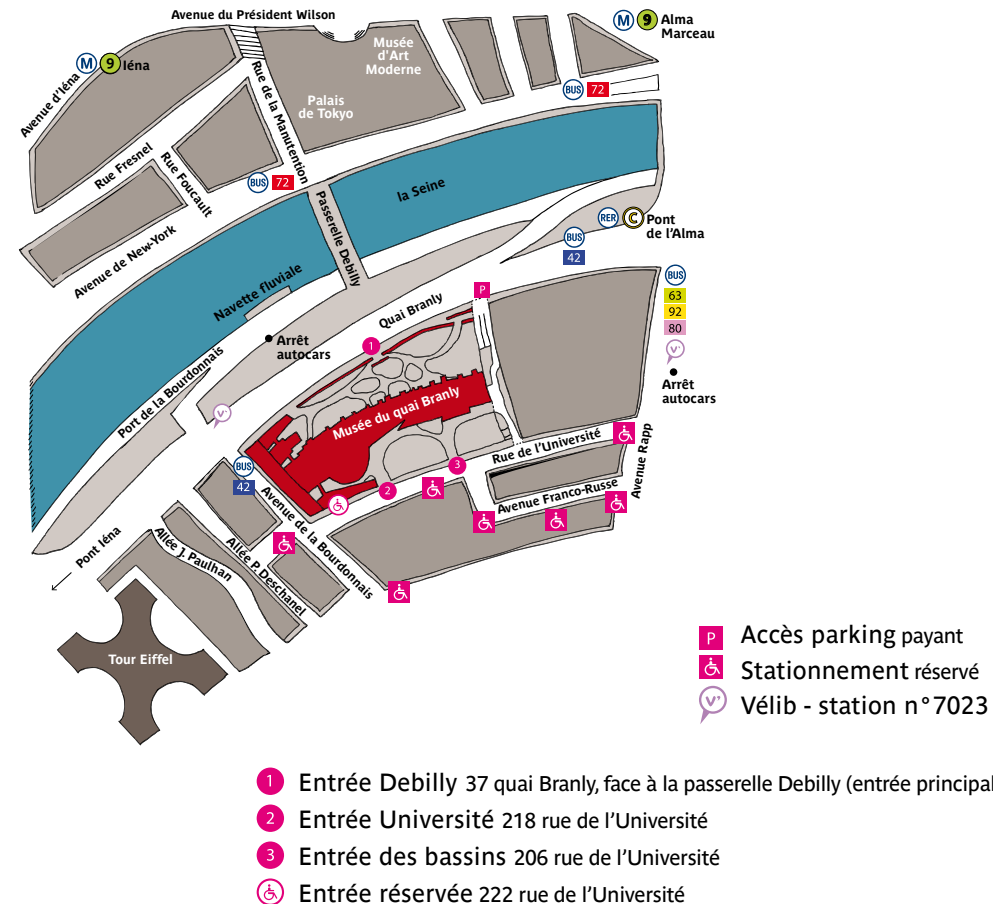 Avenue du Président Wilson
M 9 Alma
Marceau
Musée
d'Art
Moderne
M 9 Iéna
Avenue d'Iéna
Rue de la Manutention
Palais
de Tokyo
BUS 72
Rue Fresnel
Rue Foucault
BUS 72
la Seine
Passerelle Debilly
Avenue de New-York
RER C Pont
de l'Alma
BUS
42
Navette fluviale
Quai Branly
P
BUS
63
92
80
V'
Arrêt
autocars
Arrêt
autocars
1
Port de la Bourdonnais
V'
Musée du quai Branly
Rue de l'Université
Avenue Rapp
3
2
BUS
42
Avenue Franco-Russe
Avenue de la Bourdonnais
Pont Iéna
Allée J. Paulhan
Allée P. Deschanel
Tour Eiffel
P Accès parking payant
Stationnement réservé
V' Vélib - station n°7023
1 Entrée Debilly 37 quai Branly, face à la passerelle Debilly (entrée principal
2 Entrée Université 218 rue de l'Université
3 Entrée des bassins 206 rue de l'Université
Entrée réservée 222 rue de l'Université